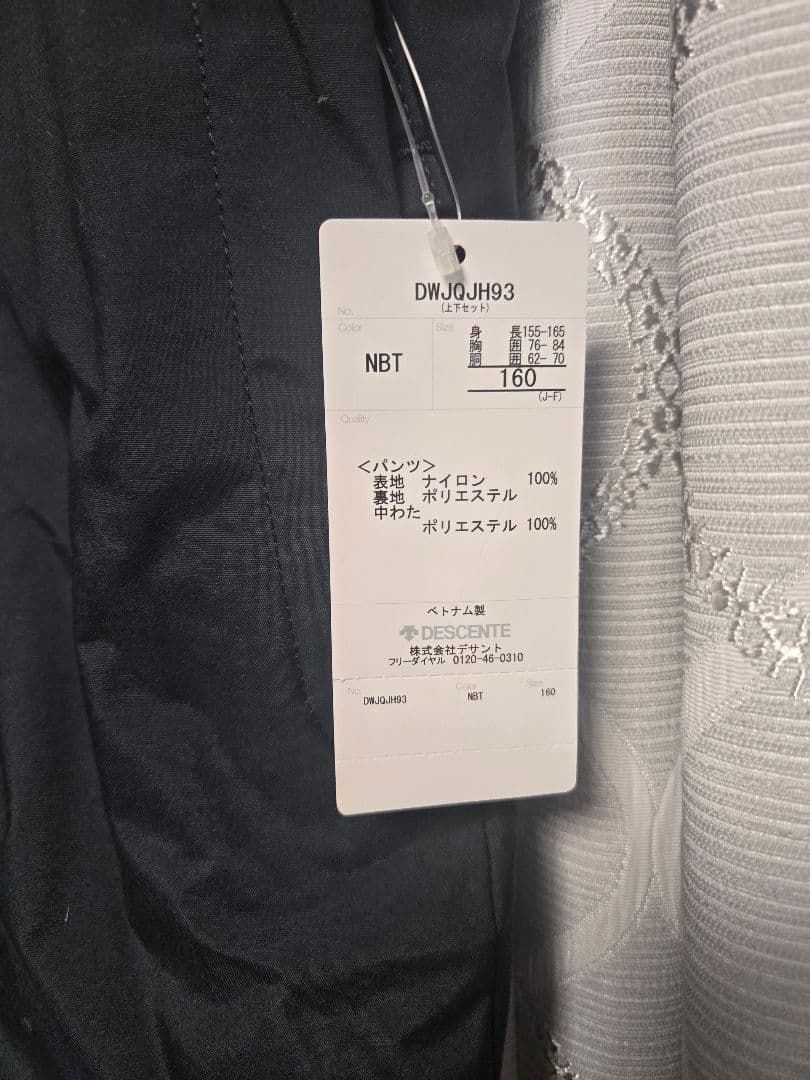 DWJQJH93
No.
(上下セット)
Color
NBT
Size
身 長155-165
胸 囲 76- 84
胴 囲 62- 70
160
(J-F)
Quality
<パンツ>
表地 ナイロン 100%
裏地 ポリエステル
中わた
ポリエステル 100%
ベトナム製
DESCENTE
株式会社デサント
フリーダイヤル 0120-46-0310
No. Color Size
DWJQJH93 NBT 160